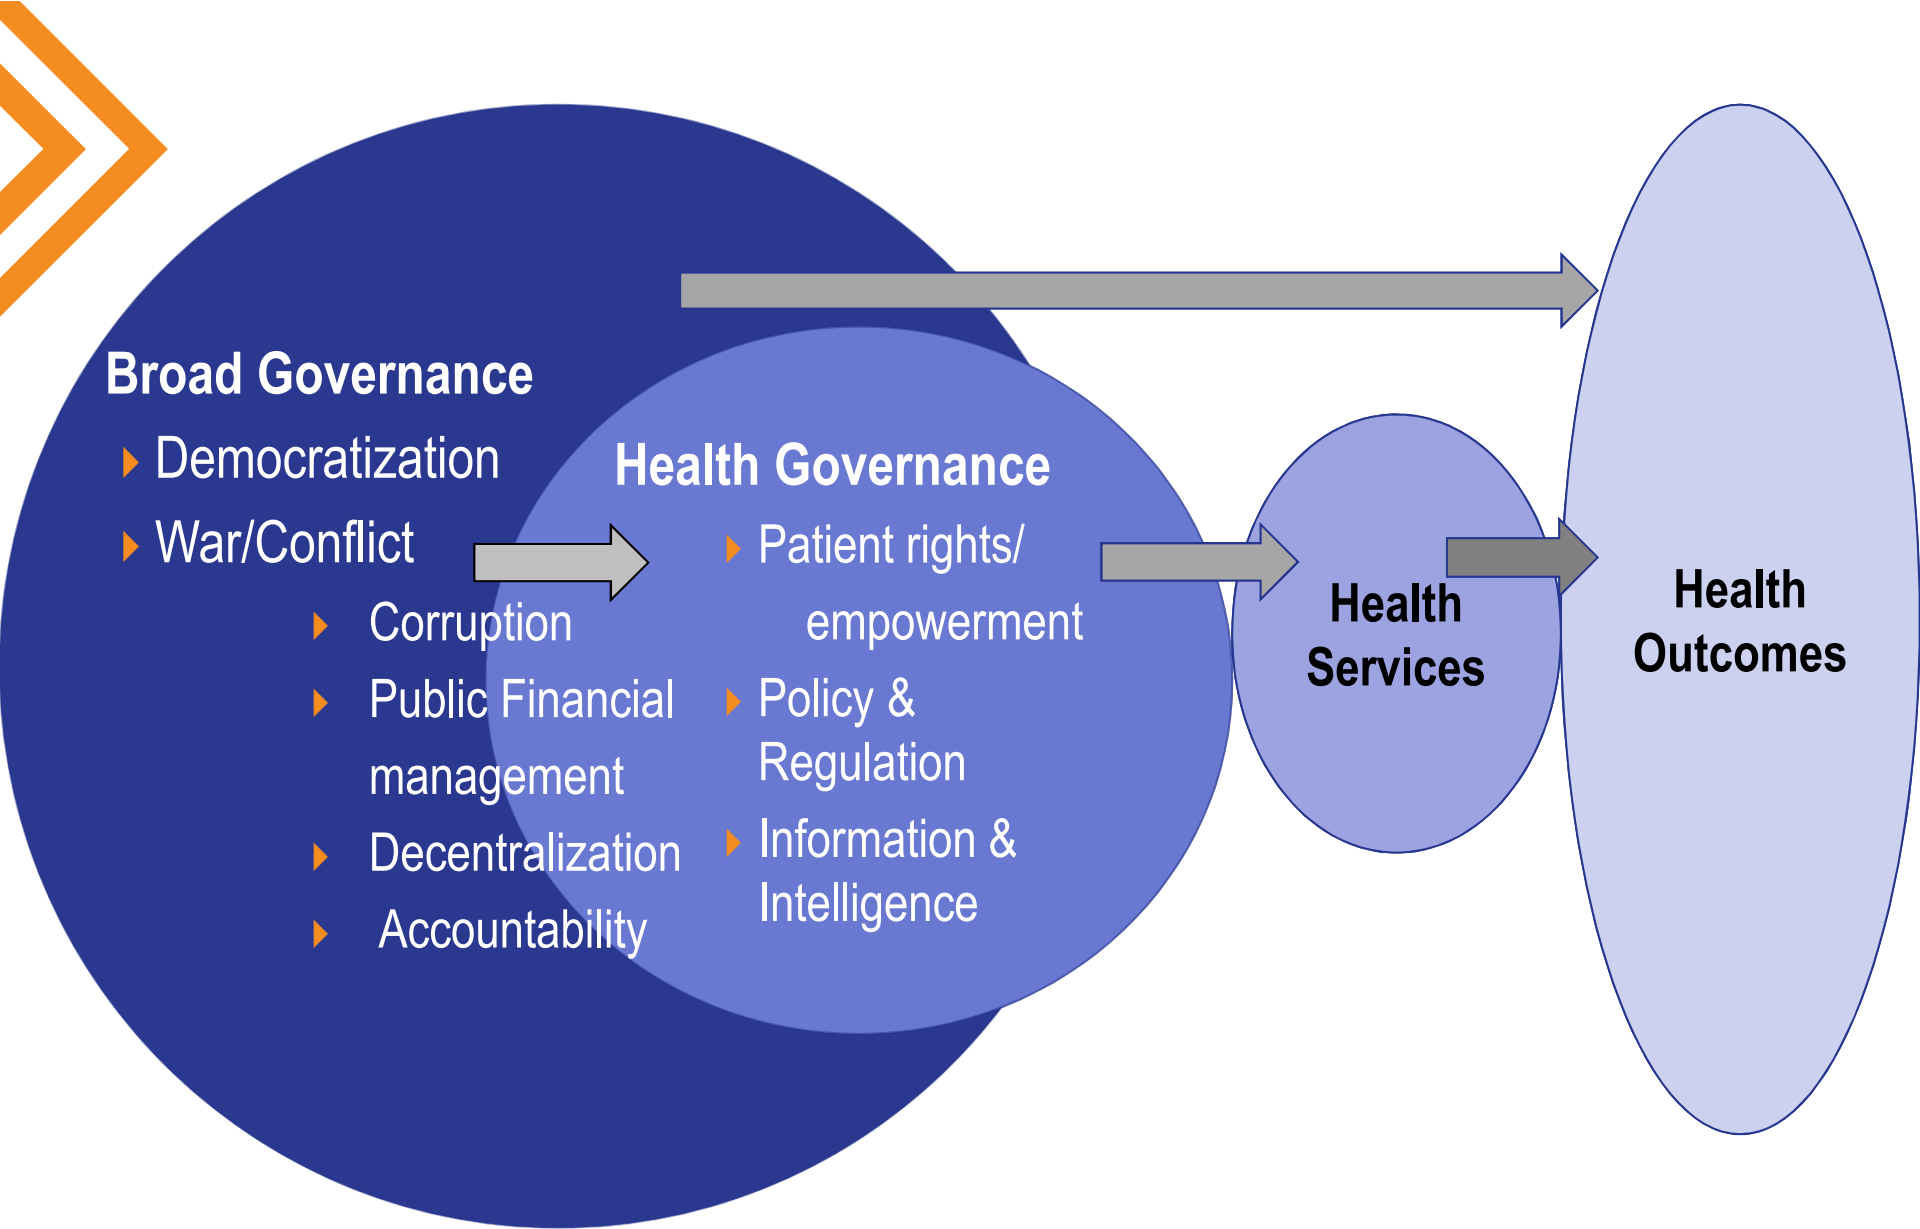 Broad Governance
Democratization
War/Conflict
Corruption
Public Financial
management
Decentralization
Accountability
Health Governance
Patient rights/
empowerment
Policy &
Regulation
Information &
Intelligence
Health
Services
Health
Outcomes